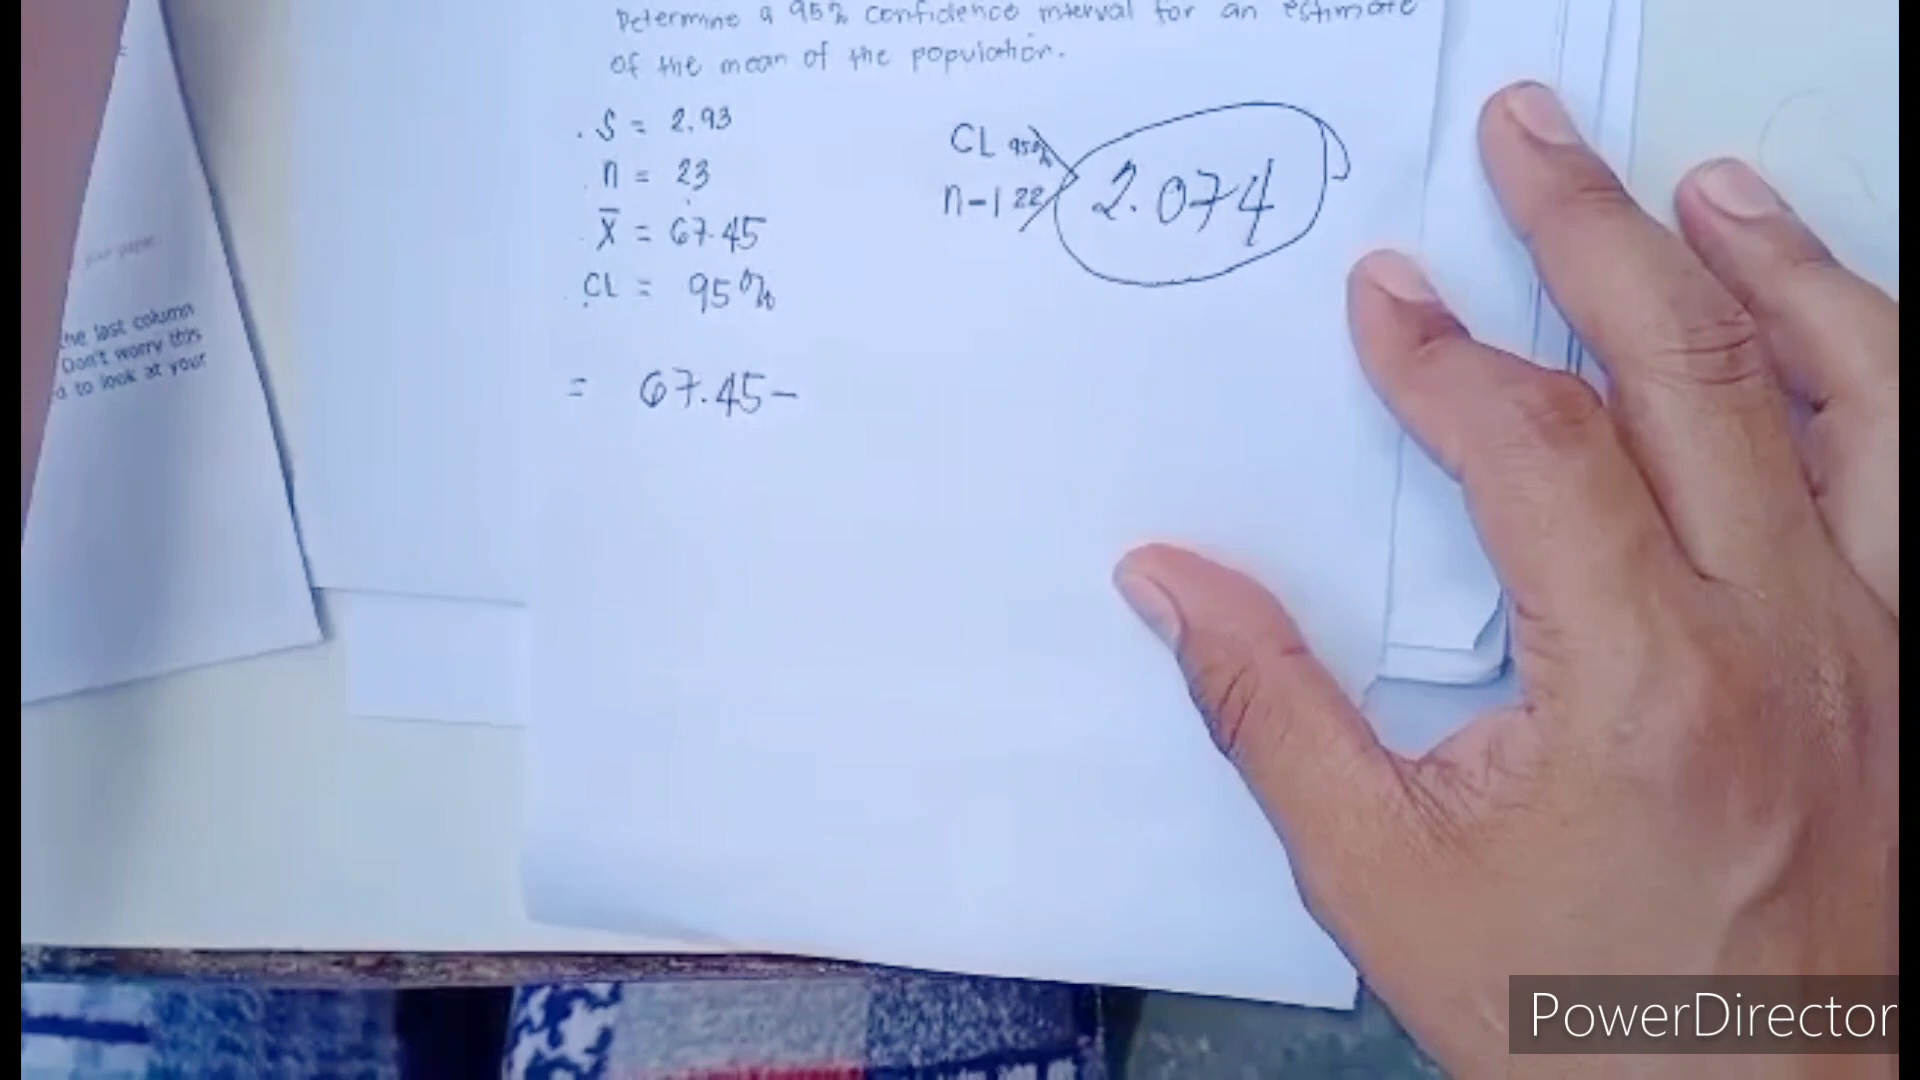 Determine a 95% confidence interval for an estimate
of the mean of the population.
S = 2.93
n = 23
X̄ = 67.45
CL = 95%
CL 95%
n-1 22
2.074
= 67.45-
your paper.
the last column
Don't worry this
to look at your
PowerDirector